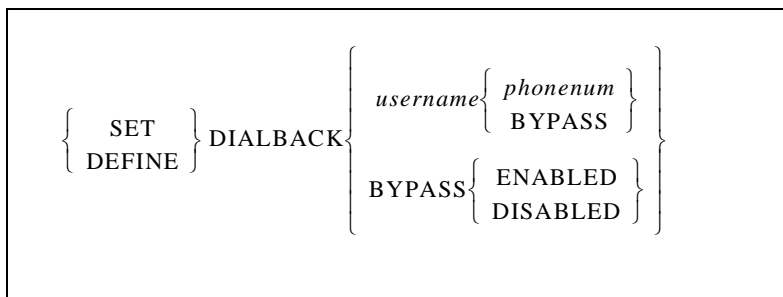 SET
DEFINE
DIALBACK
username
phonenum
BYPASS
BYPASS
ENABLED
DISABLED